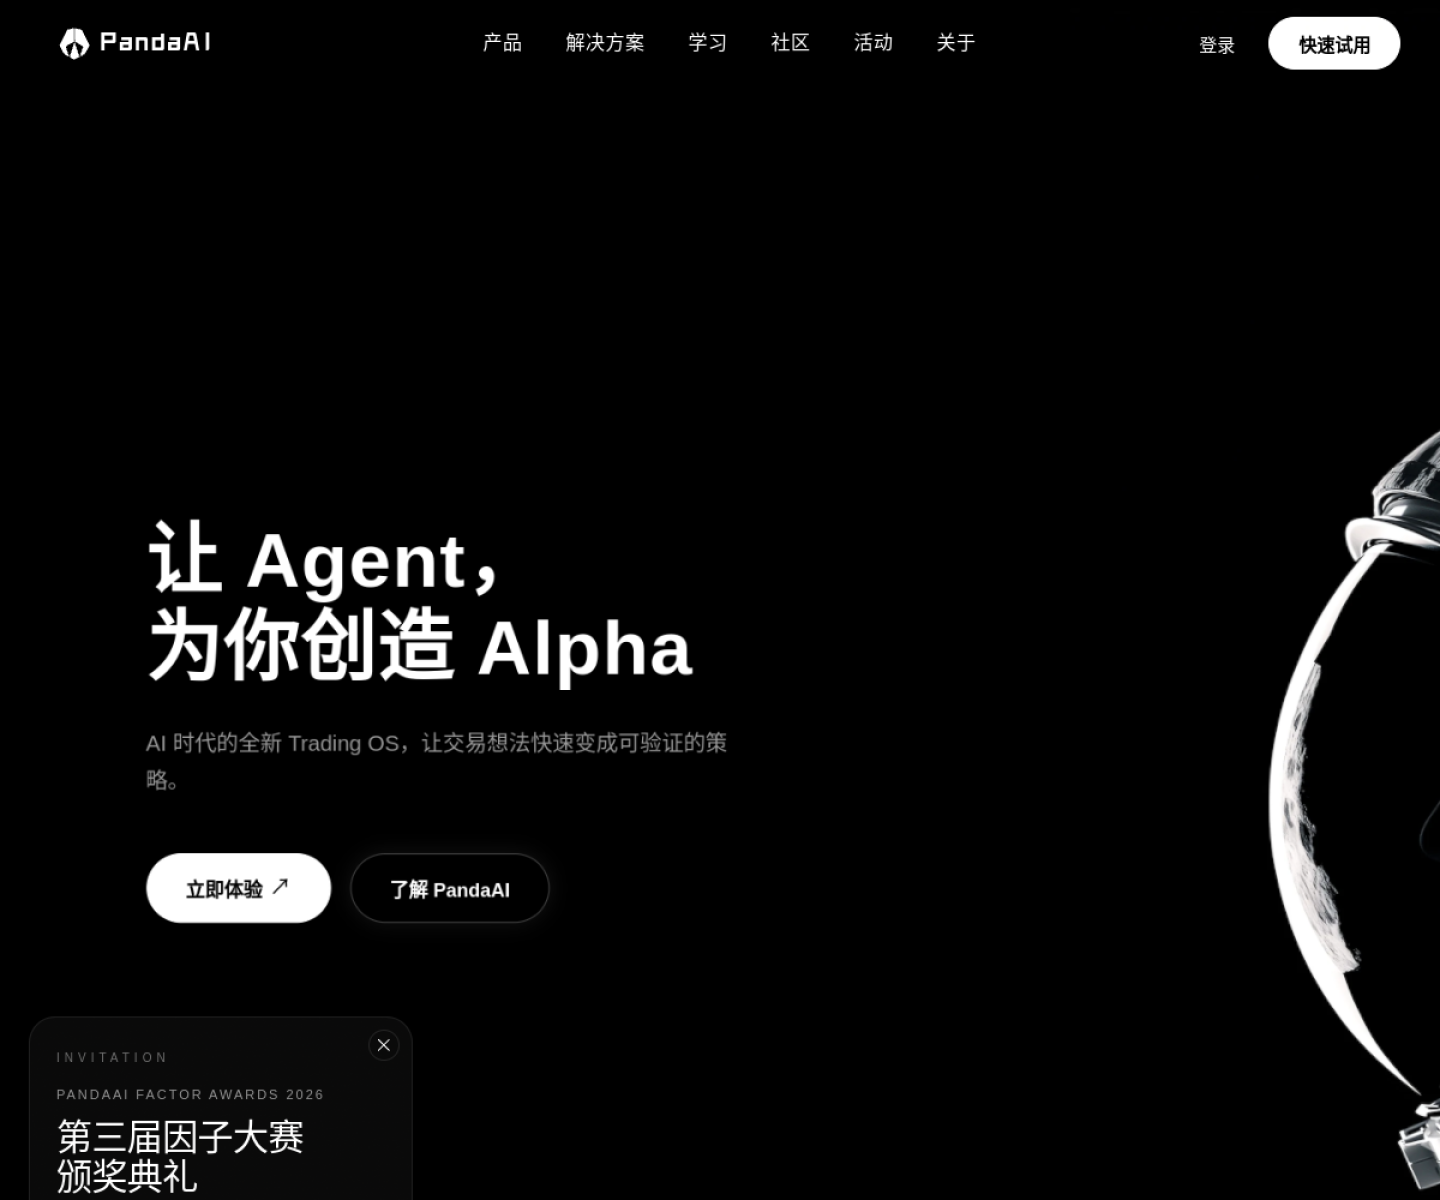 PandaAI
产品
解决方案
学习
社区
活动
关于
登录
快速试用
让 Agent，
为你创造 Alpha
AI 时代的全新 Trading OS，让交易想法快速变成可验证的策
略。
立即体验 ↗
了解 PandaAI
INVITATION
PANDAAI FACTOR AWARDS 2026
第三届因子大赛
颁奖典礼